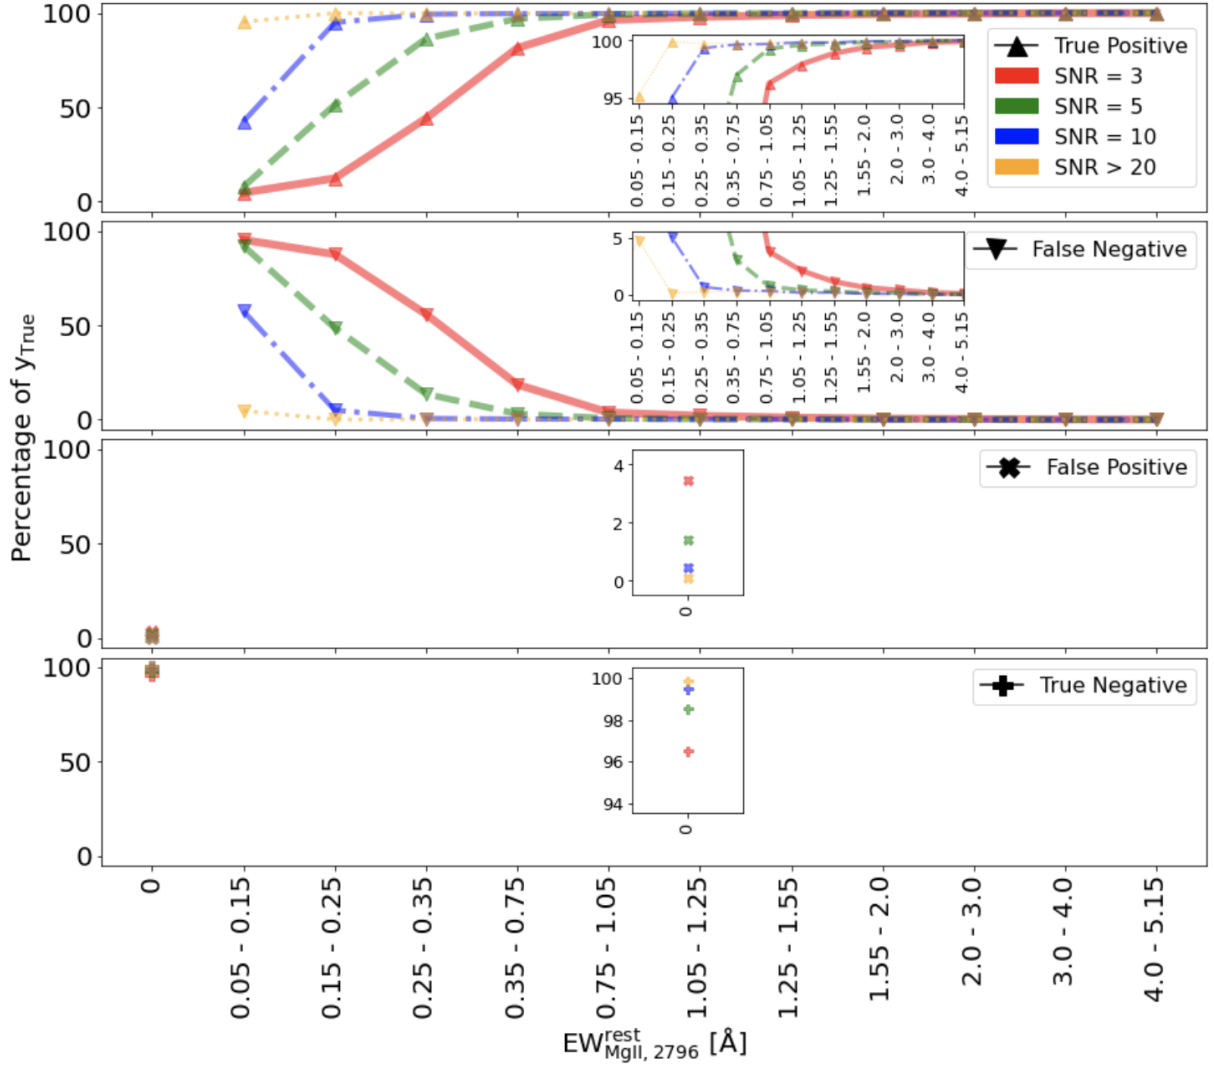 100
50
0
100
95
0.05 - 0.15
0.15 - 0.25
0.25 - 0.35
0.35 - 0.75
0.75 - 1.05
1.05 - 1.25
1.25 - 1.55
1.55 - 2.0
2.0 - 3.0
3.0 - 4.0
4.0 - 5.15
True Positive
SNR = 3
SNR = 5
SNR = 10
SNR > 20
100
50
0
5
0
0.05 - 0.15
0.15 - 0.25
0.25 - 0.35
0.35 - 0.75
0.75 - 1.05
1.05 - 1.25
1.25 - 1.55
1.55 - 2.0
2.0 - 3.0
3.0 - 4.0
4.0 - 5.15
False Negative
Percentage of yTrue
100
50
0
4
2
0
0
False Positive
100
50
0
100
98
96
94
0
True Negative
0
0.05 - 0.15
0.15 - 0.25
0.25 - 0.35
0.35 - 0.75
0.75 - 1.05
1.05 - 1.25
1.25 - 1.55
1.55 - 2.0
2.0 - 3.0
3.0 - 4.0
4.0 - 5.15
EW rest MgII, 2796 [Å]